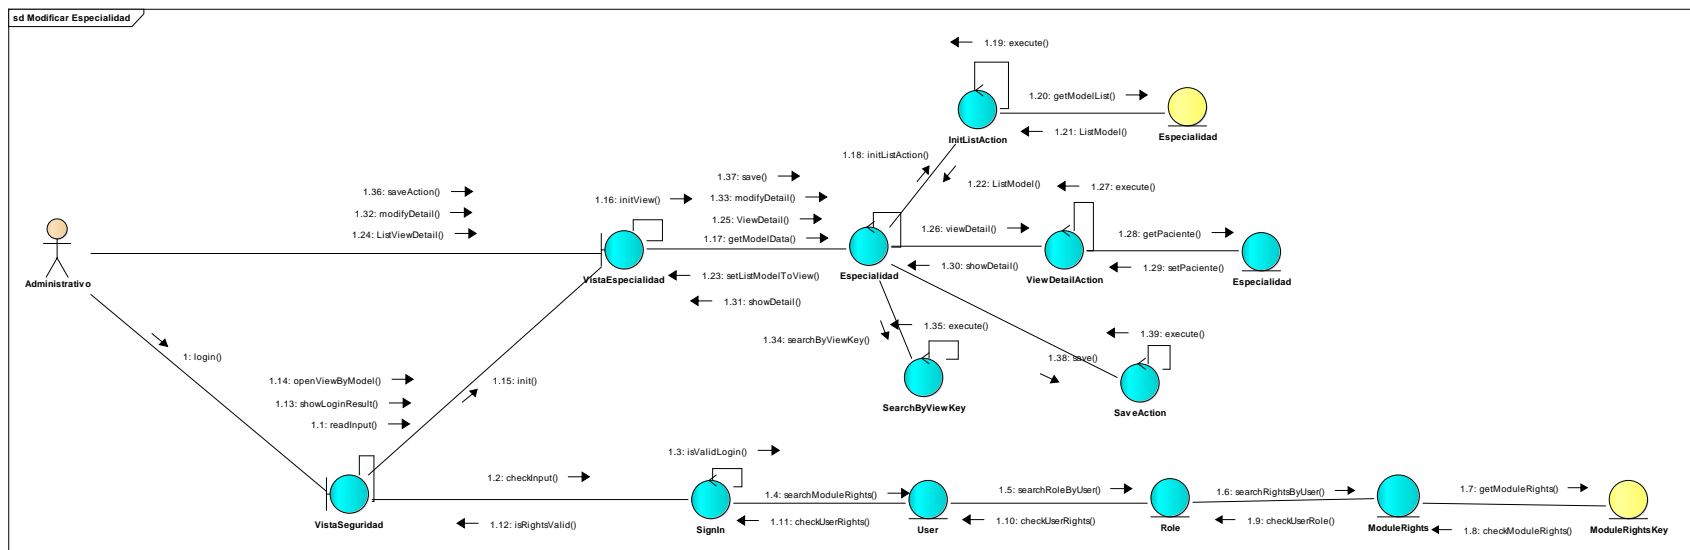 sd Modificar Especialidad
1.19: execute()
1.20: getModelList()
InitListAction
1.21: ListModel()
Especialidad
1.18: initListAction()
1.37: save()
1.22: ListModel()
1.27: execute()
1.36: saveAction()
1.16: initView()
1.33: modifyDetail()
1.32: modifyDetail()
1.25: ViewDetail()
1.24: ListViewDetail()
1.17: getModelData()
1.26: viewDetail()
1.28: getPaciente()
Administrativo
VistaEspecialidad
1.23: setListModelToView()
Especialidad
1.30: showDetail()
ViewDetailAction
1.29: setPaciente()
Especialidad
1.31: showDetail()
1.34: searchByViewKey()
1.35: execute()
1.39: execute()
1: login()
1.38: save()
1.14: openViewByModel()
1.15: init()
1.13: showLoginResult()
SearchByViewKey
SaveAction
1.1: readInput()
1.3: isValidLogin()
1.2: checkInput()
1.4: searchModuleRights()
1.5: searchRoleByUser()
1.6: searchRightsByUser()
1.7: getModuleRights()
VistaSeguridad
1.12: isRightsValid()
SignIn
1.11: checkUserRights()
User
1.10: checkUserRights()
Role
1.9: checkUserRole()
ModuleRights
1.8: checkModuleRights()
ModuleRightsKey